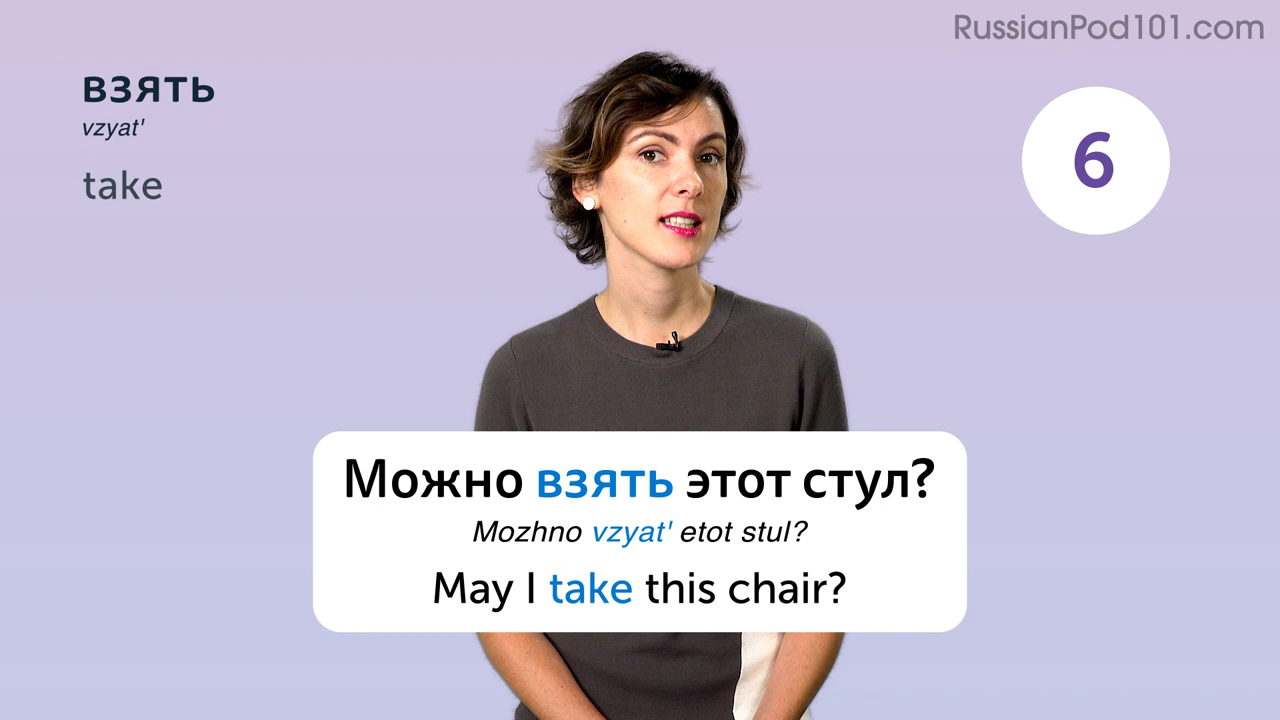 RussianPod101.com
взять
vzyat'
take
6
Можно взять этот стул?
Mozhno vzyat' etot stul?
May I take this chair?